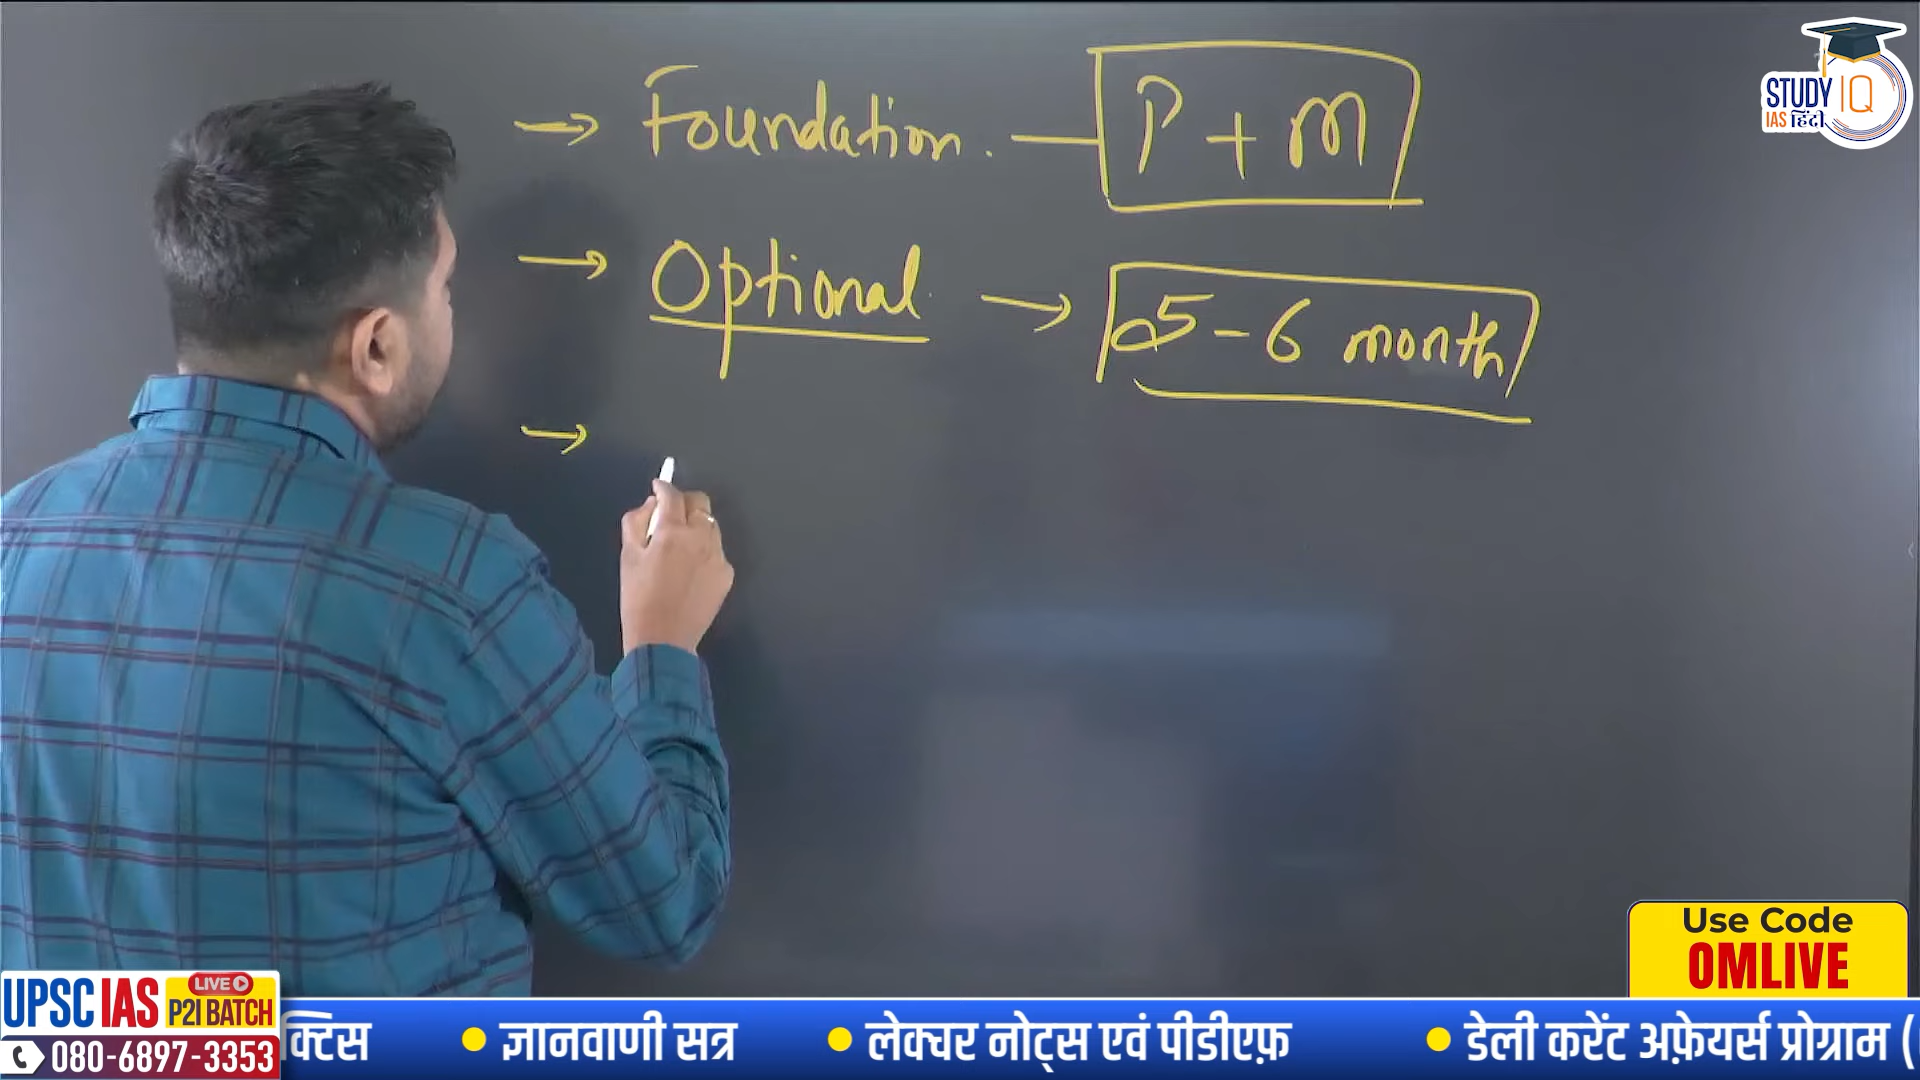 → Foundation. — P + M
→ Optional. → 5 - 6 month
→
STUDY IQ
IAS हिंदी
Use Code
OMLIVE
UPSC IAS LIVE P2I BATCH
080-6897-3353
क्टिस • ज्ञानवाणी सत्र • लेक्चर नोट्स एवं पीडीएफ़ • डेली करेंट अफ़ेयर्स प्रोग्राम (